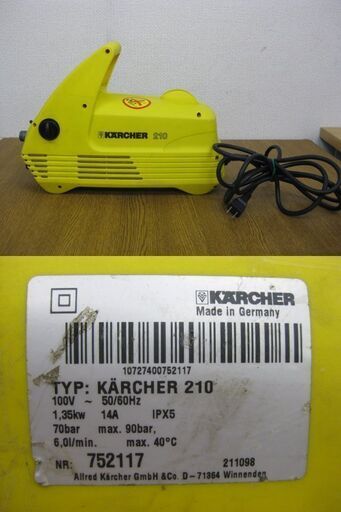 KÄRCHER 210
KÄRCHER
Made in Germany
10727400752117
TYP: KÄRCHER 210
100V ~ 50/60Hz
1,35kw 14A IPX5
70bar max. 90bar,
6,0l/min. max. 40°C
NR: 752117 211098
Alfred Kärcher GmbH &Co. D - 71364 Winnenden